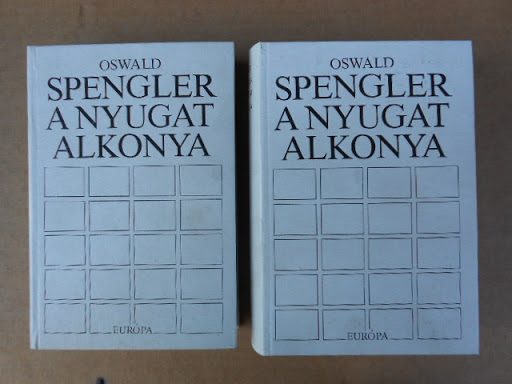 OSWALD
SPENGLER
A NYUGAT
ALKONYA
EURÓPA
OSWALD
SPENGLER
A NYUGAT
ALKONYA
EURÓPA